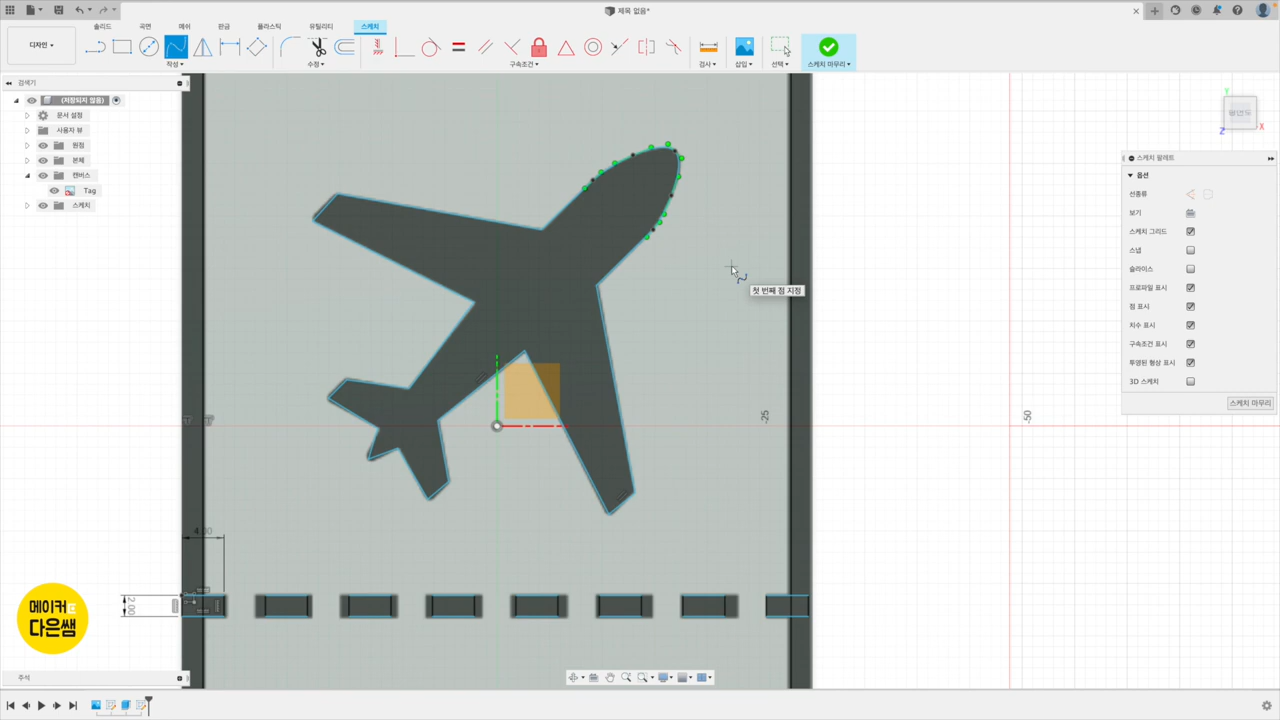 제목 없음*
솔리드 곡면 메쉬 판금 플라스틱 유틸리티 스케치
디자인
작성 수정 구속조건 검사 삽입 선택 스케치 마무리
검색기
(저장되지 않음)
문서 설정
사용자 뷰
원점
본체
캔버스
Tag
스케치
평면도
X
Y
Z
스케치 팔레트
옵션
선종류
보기
스케치 그리드
스냅
슬라이스
프로파일 표시
점 표시
치수 표시
구속조건 표시
투영된 형상 표시
3D 스케치
스케치 마무리
첫 번째 점 지정
-25
-50
4.00
2.00
메이커
다은쌤
주석